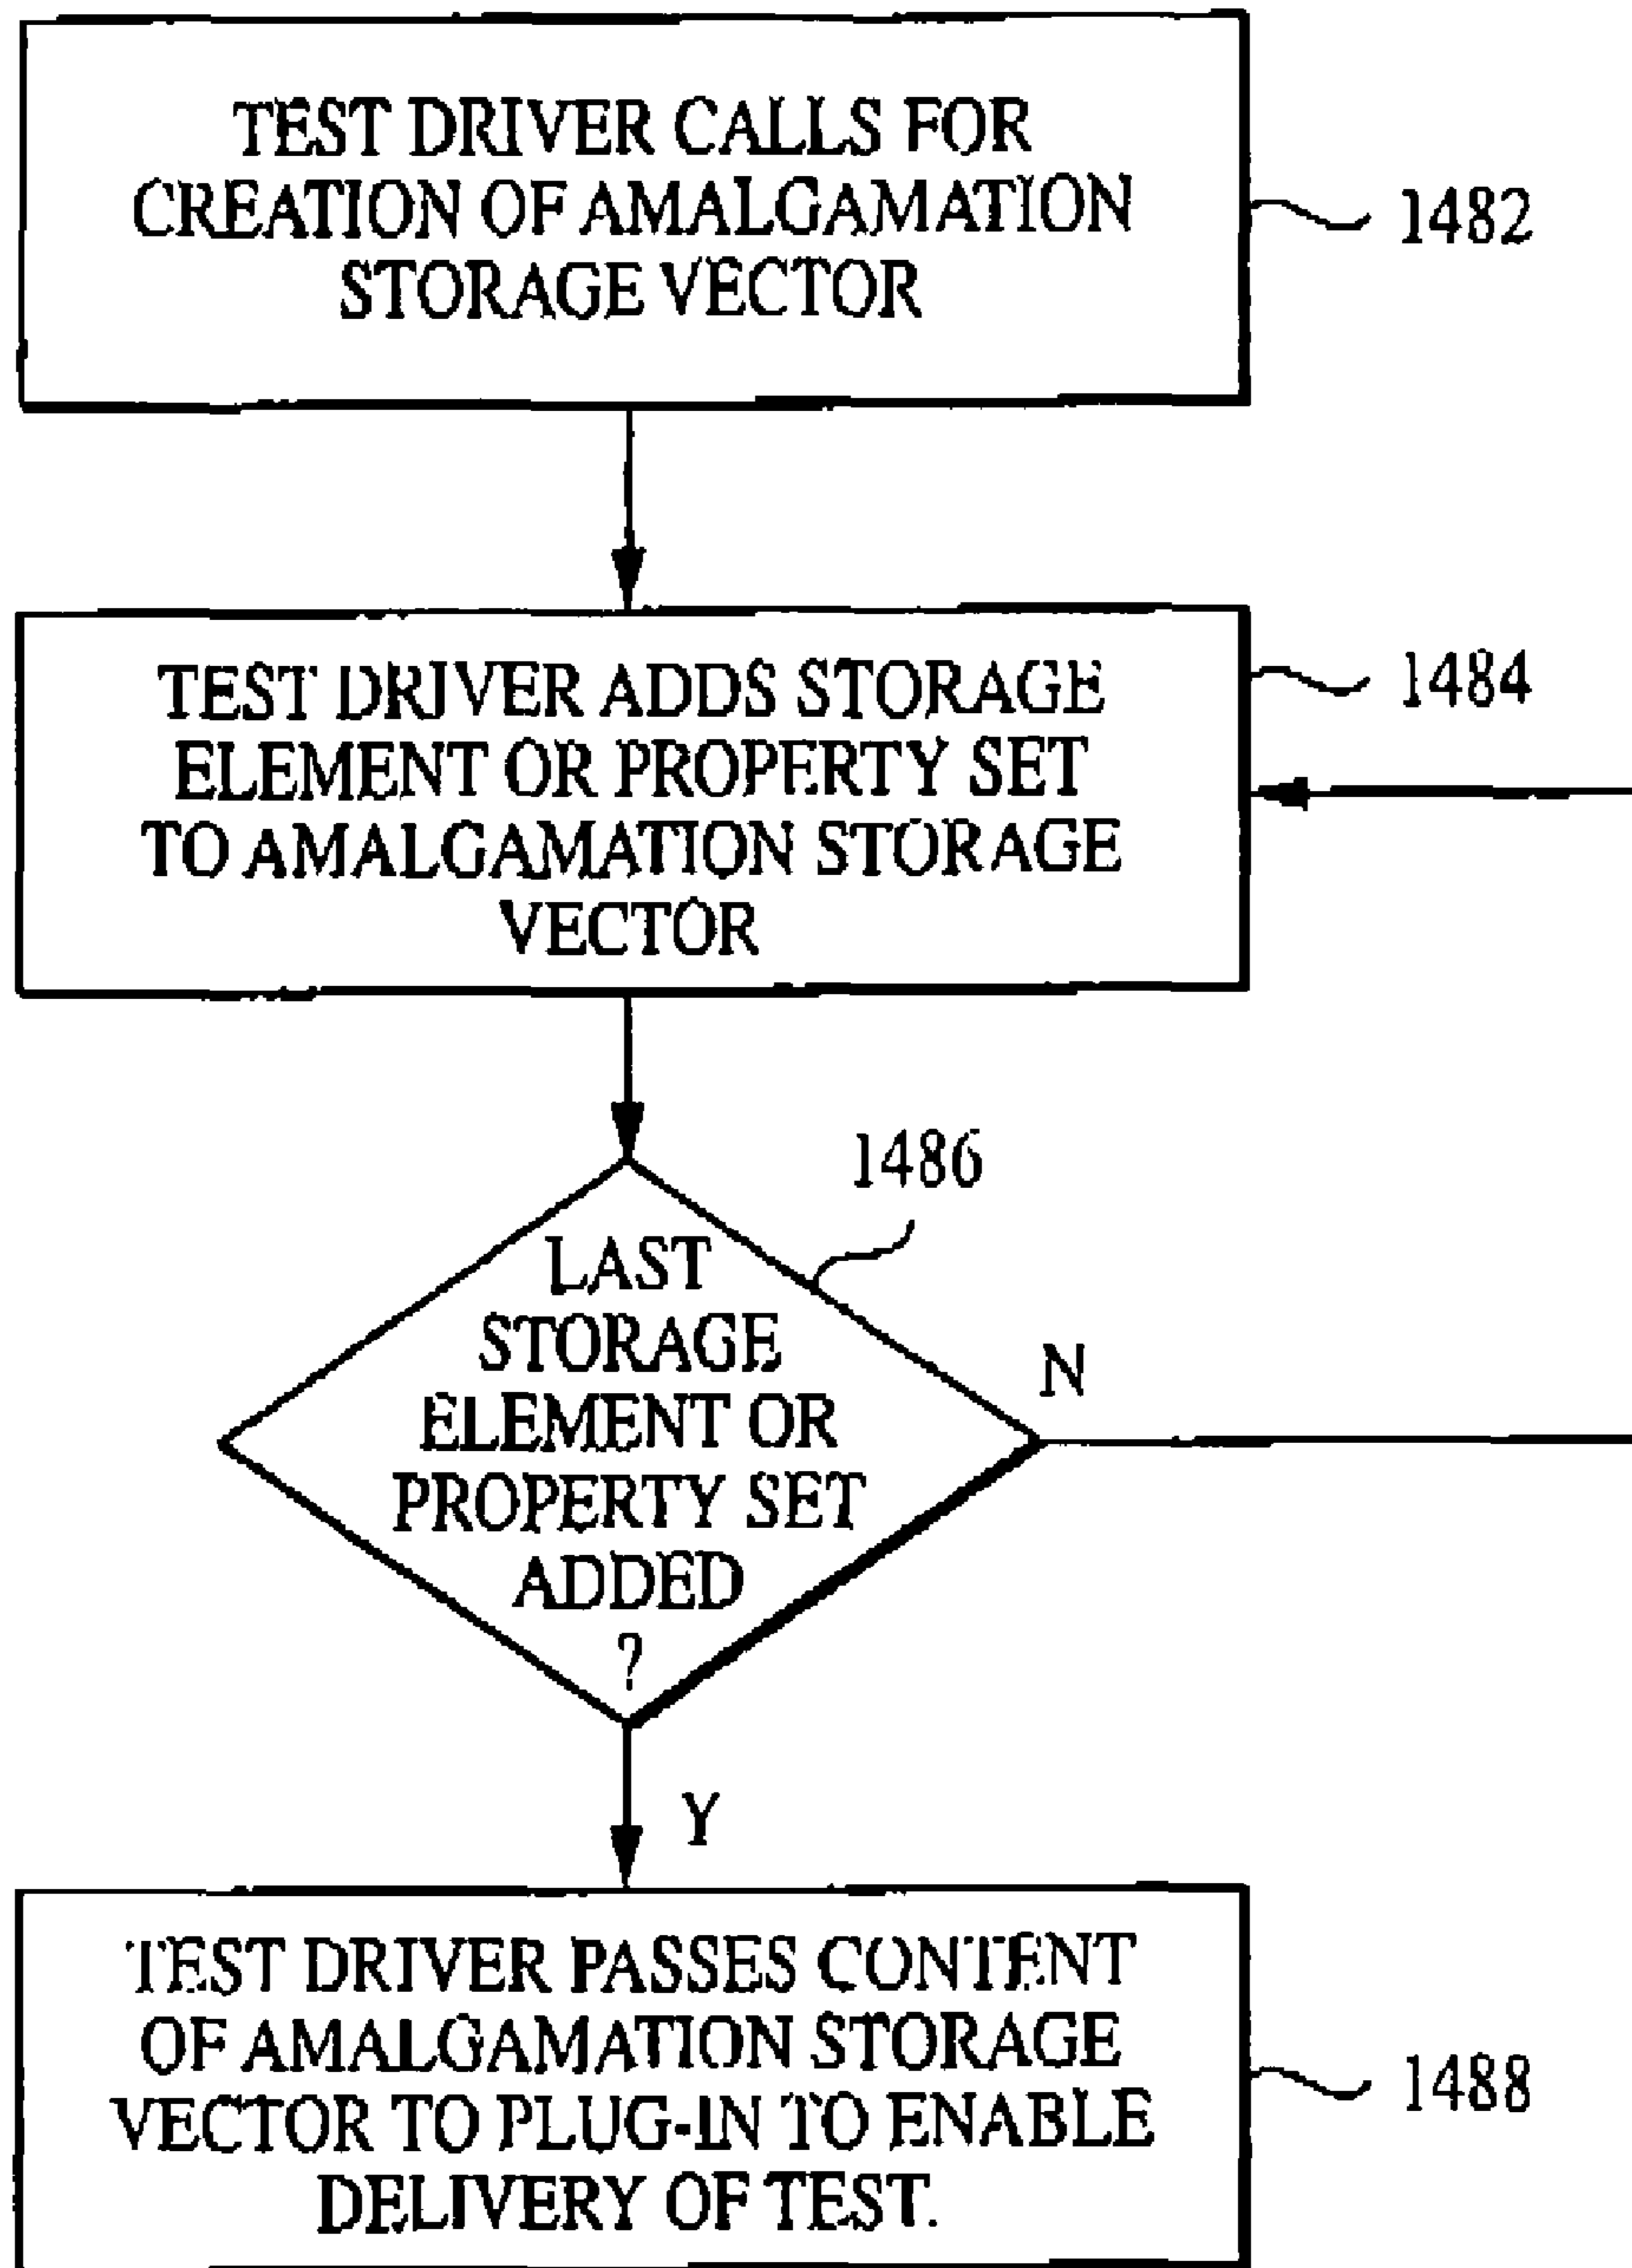 TEST DRIVER CALLS FOR
CREATION OF AMALGAMATION
STORAGE VECTOR
1482
TEST DRIVER ADDS STORAGE
ELEMENT OR PROPERTY SET
TO AMALGAMATION STORAGE
VECTOR
1484
1486
LAST
STORAGE
ELEMENT OR
PROPERTY SET
ADDED
?
N
Y
TEST DRIVER PASSES CONTENT
OF AMALGAMATION STORAGE
VECTOR TO PLUG-IN TO ENABLE
DELIVERY OF TEST.
1488